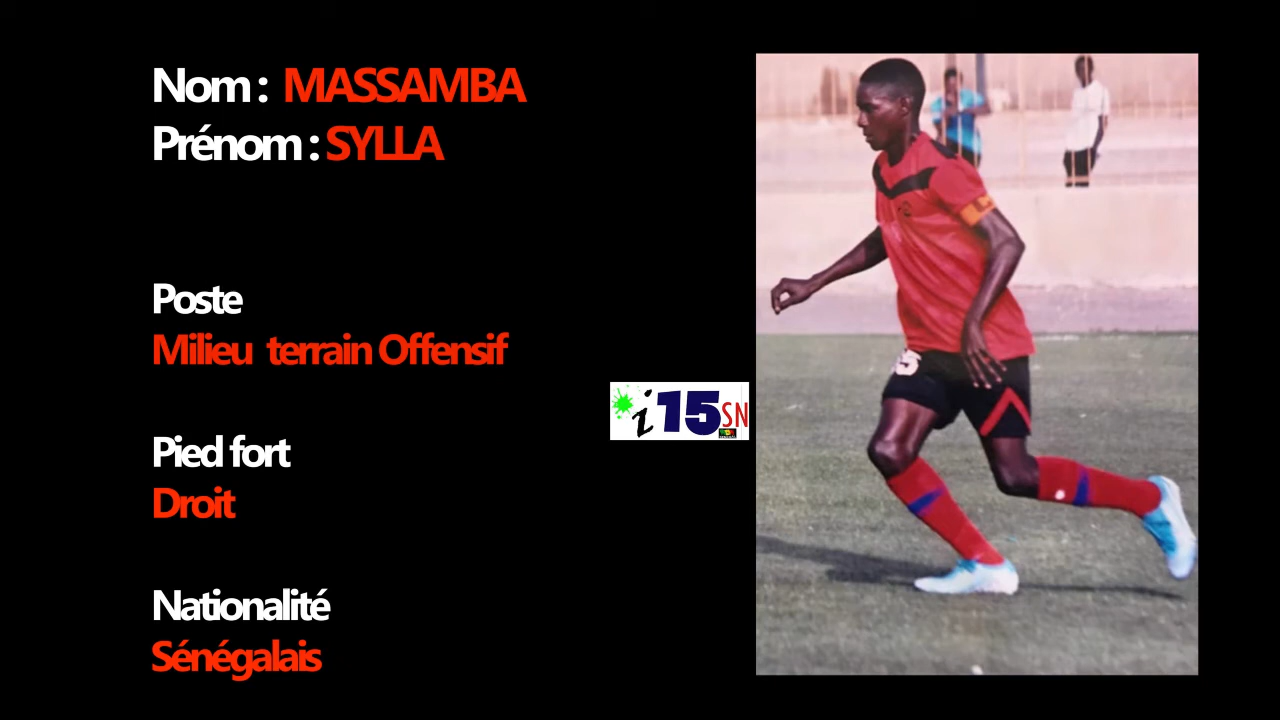 Nom : MASSAMBA
Prénom : SYLLA
Poste
Milieu terrain Offensif
Pied fort
Droit
Nationalité
Sénégalais
i15SN